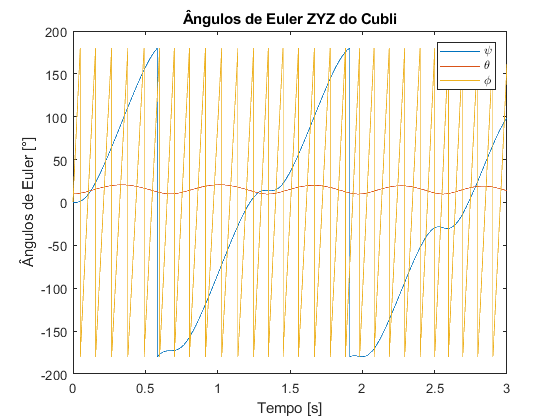 Ângulos de Euler ZYZ do Cubli
200
150
100
50
0
-50
-100
-150
-200
Ângulos de Euler [°]
ψ
θ
ϕ
0 0.5 1 1.5 2 2.5 3
Tempo [s]